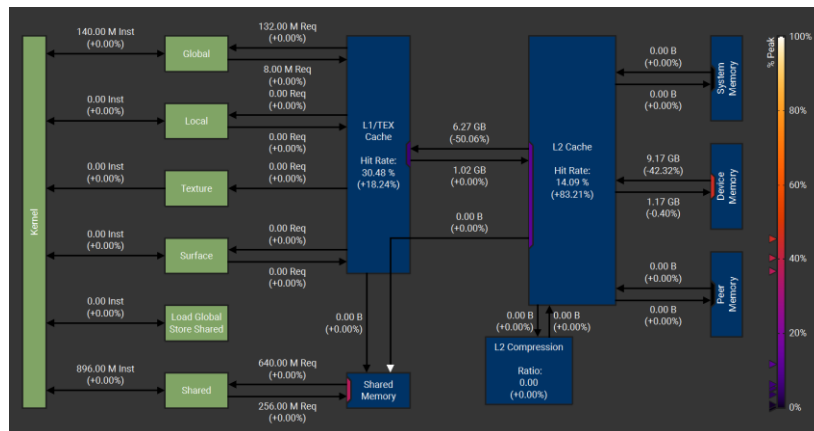 Kernel
140.00 M Inst
(+0.00%)
Global
132.00 M Req
(+0.00%)
8.00 M Req
(+0.00%)
0.00 Inst
(+0.00%)
Local
0.00 Req
(+0.00%)
0.00 Req
(+0.00%)
0.00 Inst
(+0.00%)
Texture
0.00 Req
(+0.00%)
0.00 Inst
(+0.00%)
Surface
0.00 Req
(+0.00%)
0.00 Req
(+0.00%)
0.00 Inst
(+0.00%)
Load Global
Store Shared
896.00 M Inst
(+0.00%)
Shared
640.00 M Req
(+0.00%)
256.00 M Req
(+0.00%)
L1/TEX
Cache
Hit Rate:
30.48 %
(+18.24%)
0.00 B
(+0.00%)
Shared
Memory
6.27 GB
(-50.06%)
1.02 GB
(+0.00%)
0.00 B
(+0.00%)
L2 Cache
Hit Rate:
14.09 %
(+83.21%)
0.00 B
(+0.00%)
0.00 B
(+0.00%)
L2 Compression
Ratio:
0.00
(+0.00%)
0.00 B
(+0.00%)
0.00 B
(+0.00%)
System
Memory
9.17 GB
(-42.32%)
1.17 GB
(-0.40%)
Device
Memory
0.00 B
(+0.00%)
0.00 B
(+0.00%)
Peer
Memory
% Peak
100%
80%
60%
40%
20%
0%